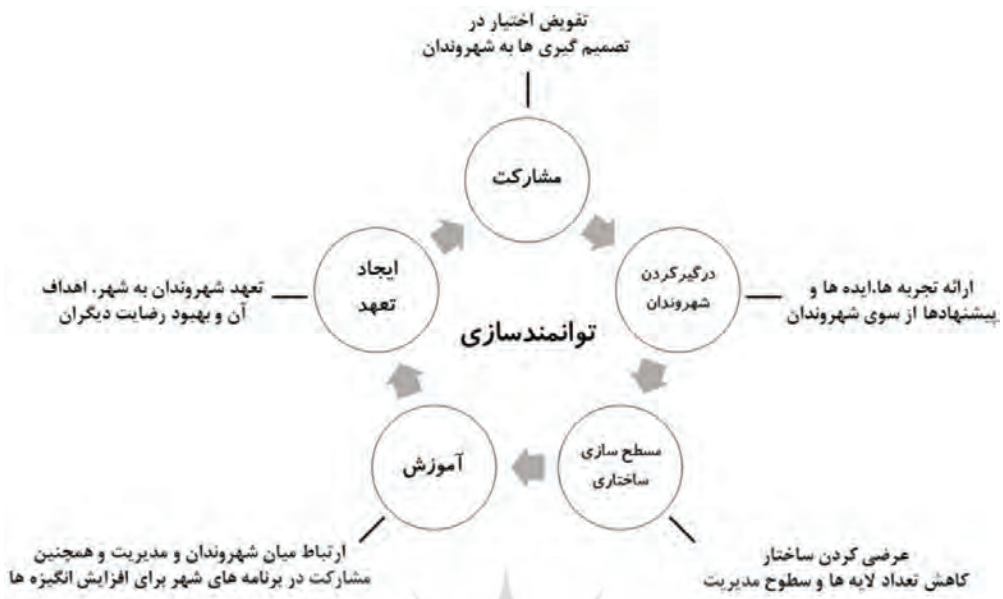 تفویض اختیار در
تصمیم گیری ها به شهروندان
مشارکت
درگیرکردن
شهروندان
ارائه تجربه ها،ایده ها و
پیشنهادها از سوی شهروندان
مسطح سازی
ساختاری
عرضی کردن ساختار
کاهش تعداد لایه ها و سطوح مدیریت
آموزش
ارتباط میان شهروندان و مدیریت و همچنین
مشارکت در برنامه های شهر برای افزایش انگیزه ها
ایجاد
تعهد
تعهد شهروندان به شهر، اهداف
آن و بهبود رضایت دیگران
توانمندسازی